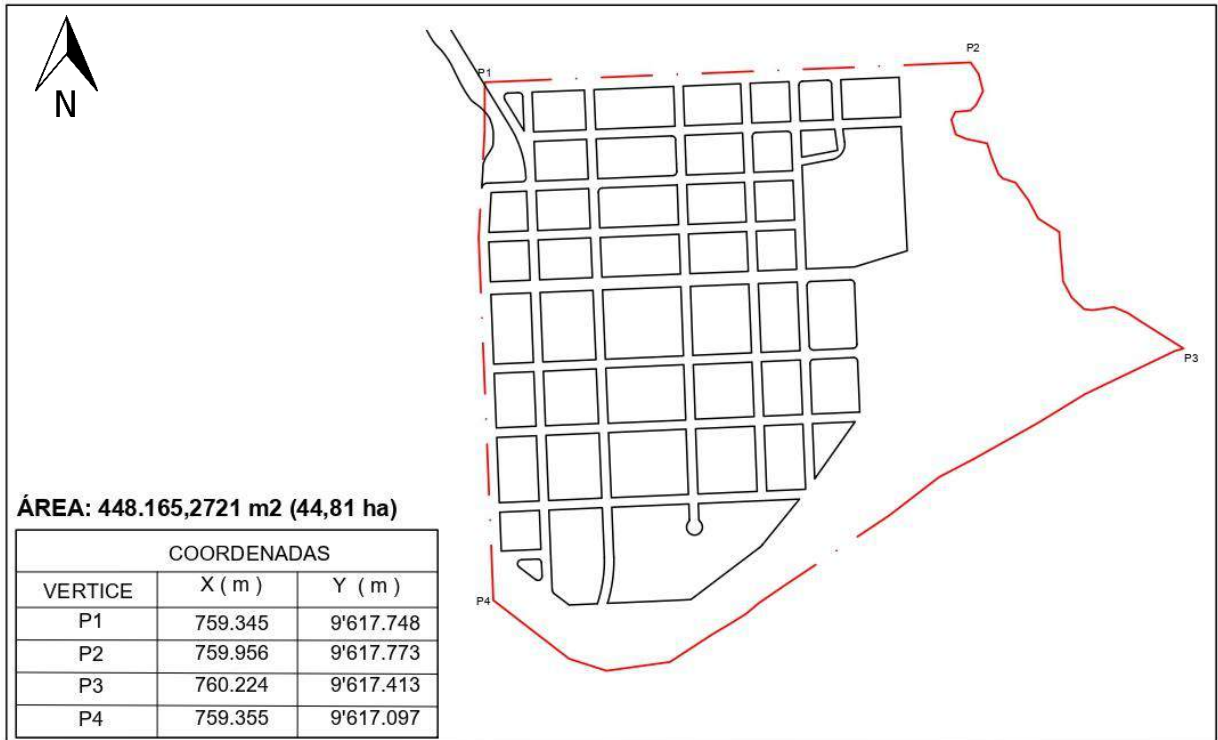 N
P1
P2
P3
P4
ÁREA: 448.165,2721 m2 (44,81 ha)
COORDENADAS
VERTICE X ( m ) Y ( m )
P1 759.345 9'617.748
P2 759.956 9'617.773
P3 760.224 9'617.413
P4 759.355 9'617.097